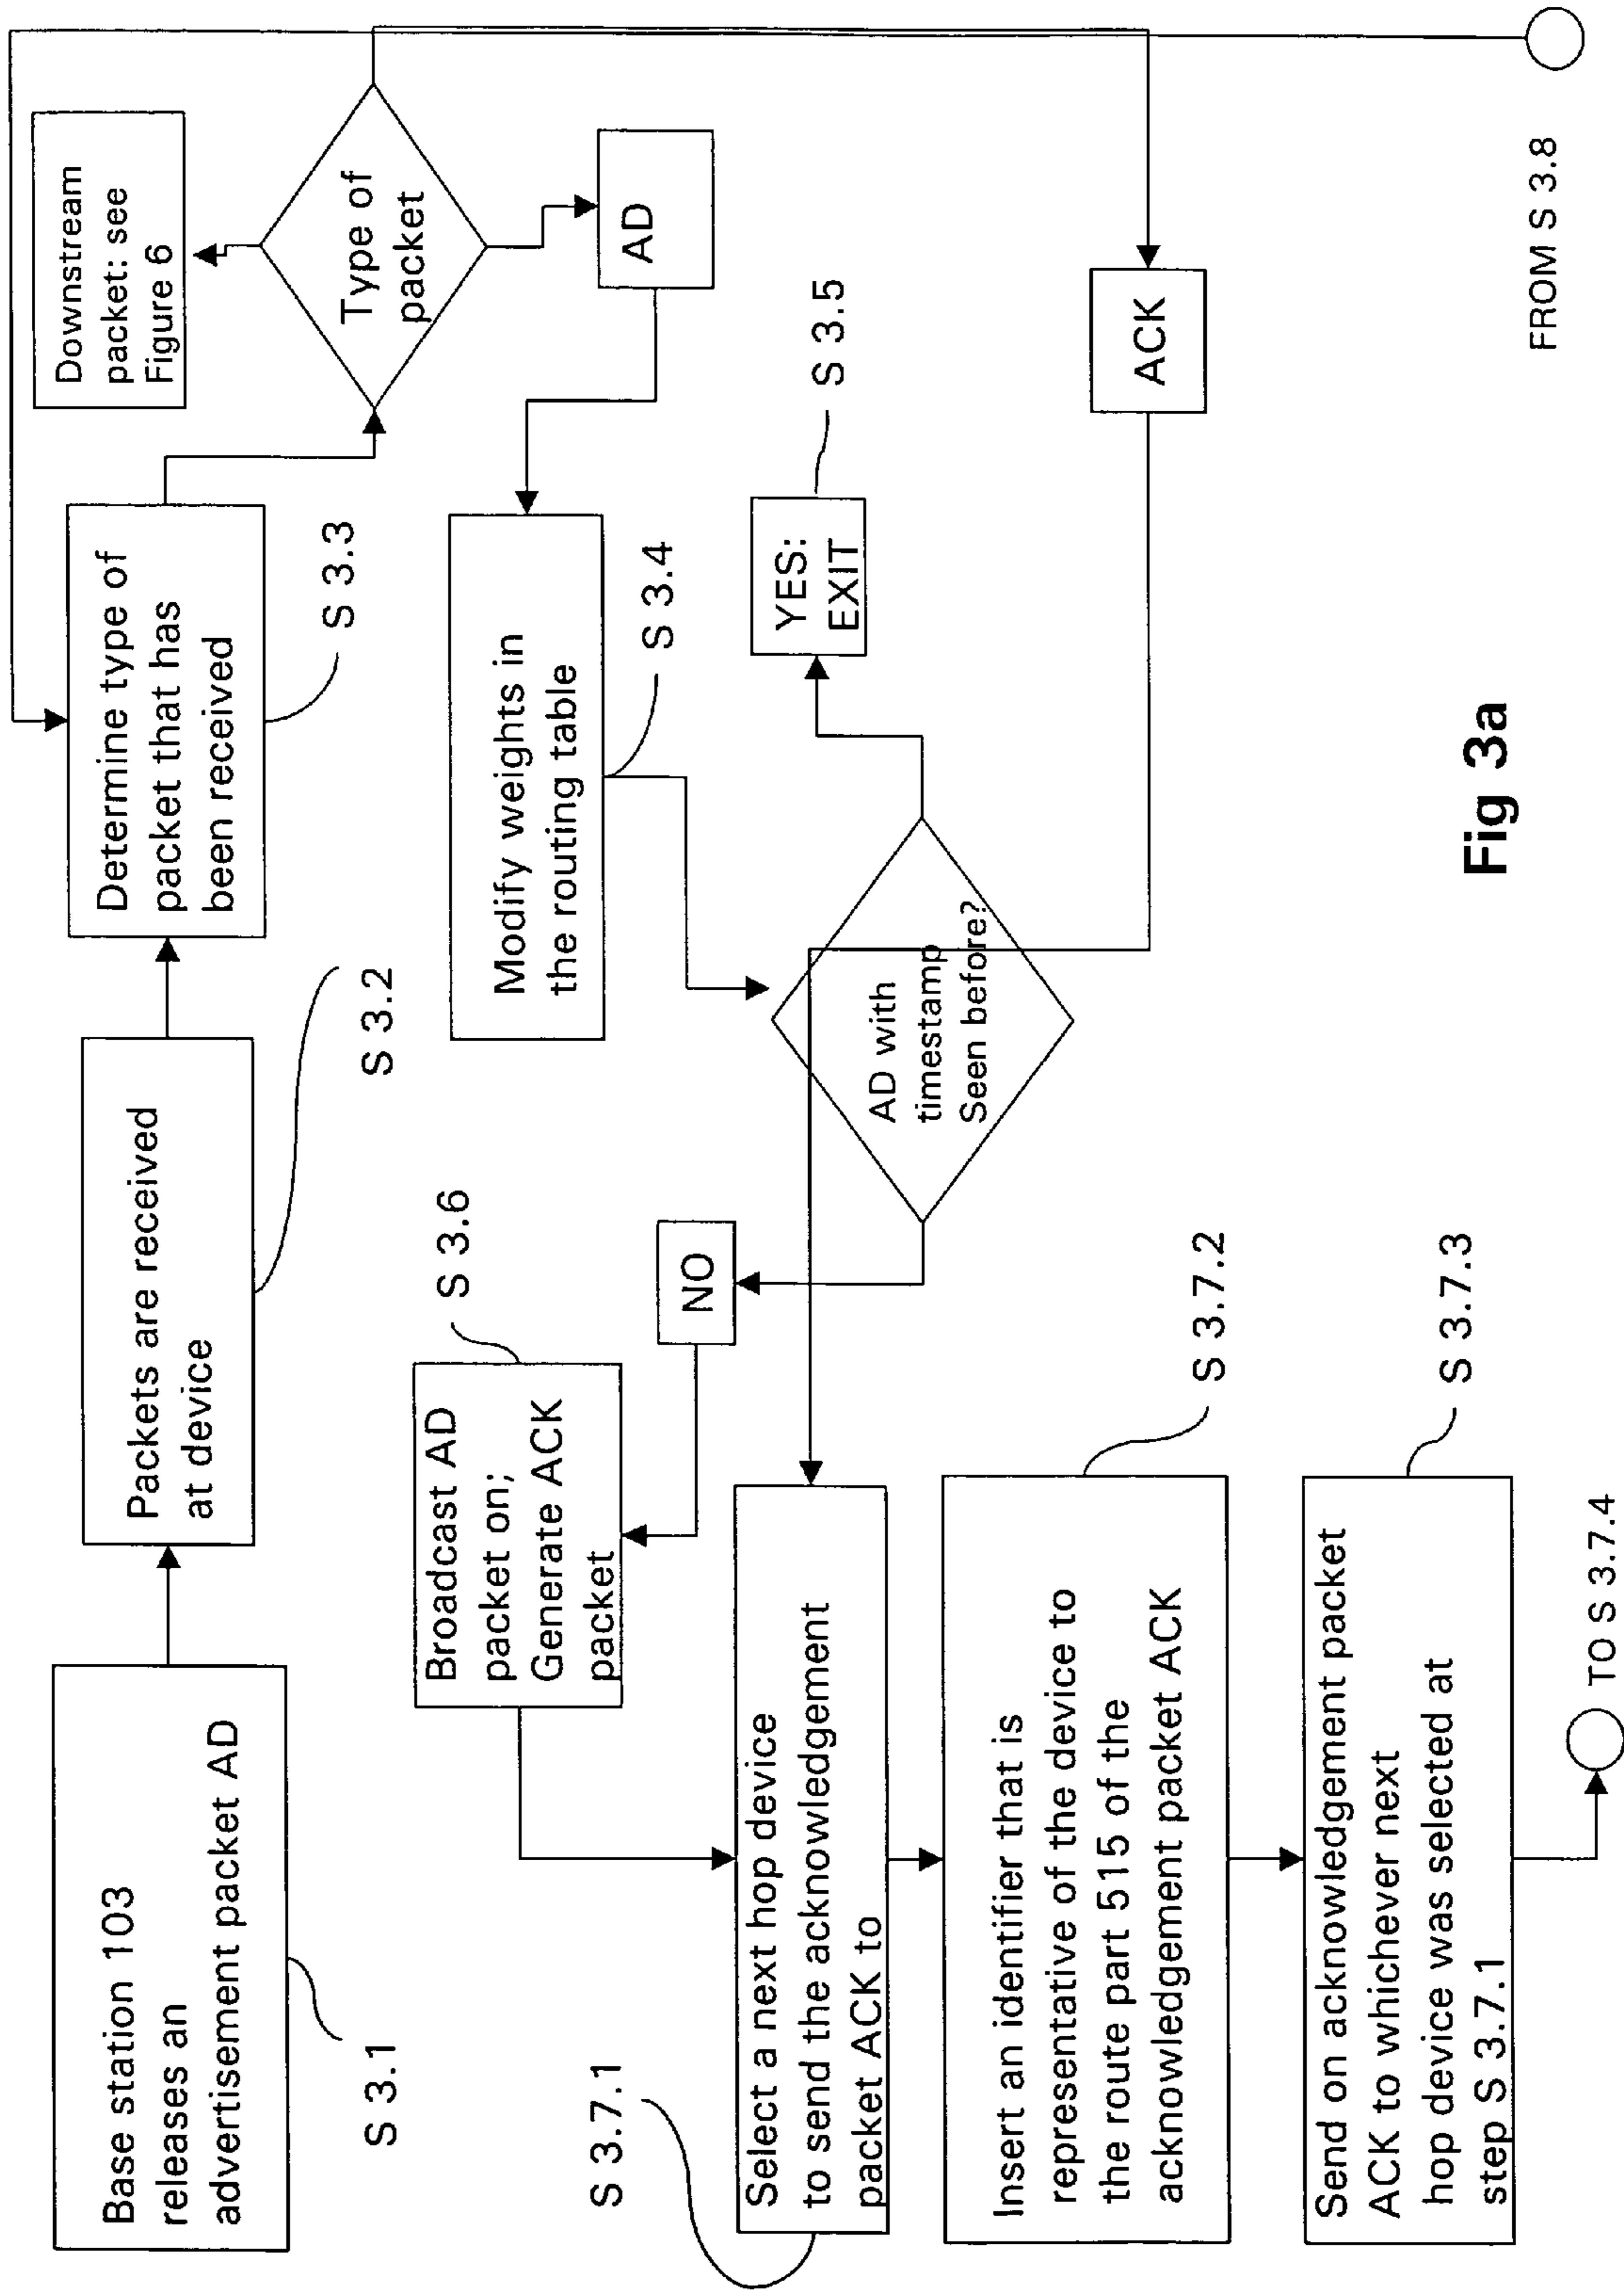 Base station 103
releases an
advertisement packet AD
S 3.1
Packets are received
at device
S 3.2
Determine type of
packet that has
been received
S 3.3
Downstream
packet: see
Figure 6
Type of
packet
AD
Modify weights in
the routing table
S 3.4
YES:
EXIT
S 3.5
AD with
timestamp
Seen before?
NO
Broadcast AD
packet on;
Generate ACK
packet
S 3.6
ACK
S 3.7.1
Select a next hop device
to send the acknowledgement
packet ACK to
Insert an identifier that is
representative of the device to
the route part 515 of the
acknowledgement packet ACK
S 3.7.2
Send on acknowledgement packet
ACK to whichever next
hop device was selected at
step S 3.7.1
S 3.7.3
TO S 3.7.4
FROM S 3.8
Fig 3a